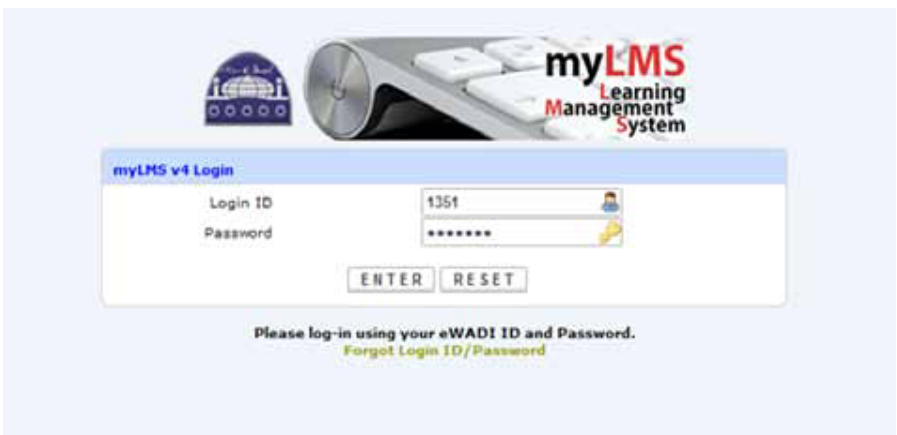 myLMS
Learning
Management
System
myLMS v4 Login
Login ID
1351
Password
*******
ENTER RESET
Please log-in using your eWADI ID and Password.
Forgot Login ID/Password